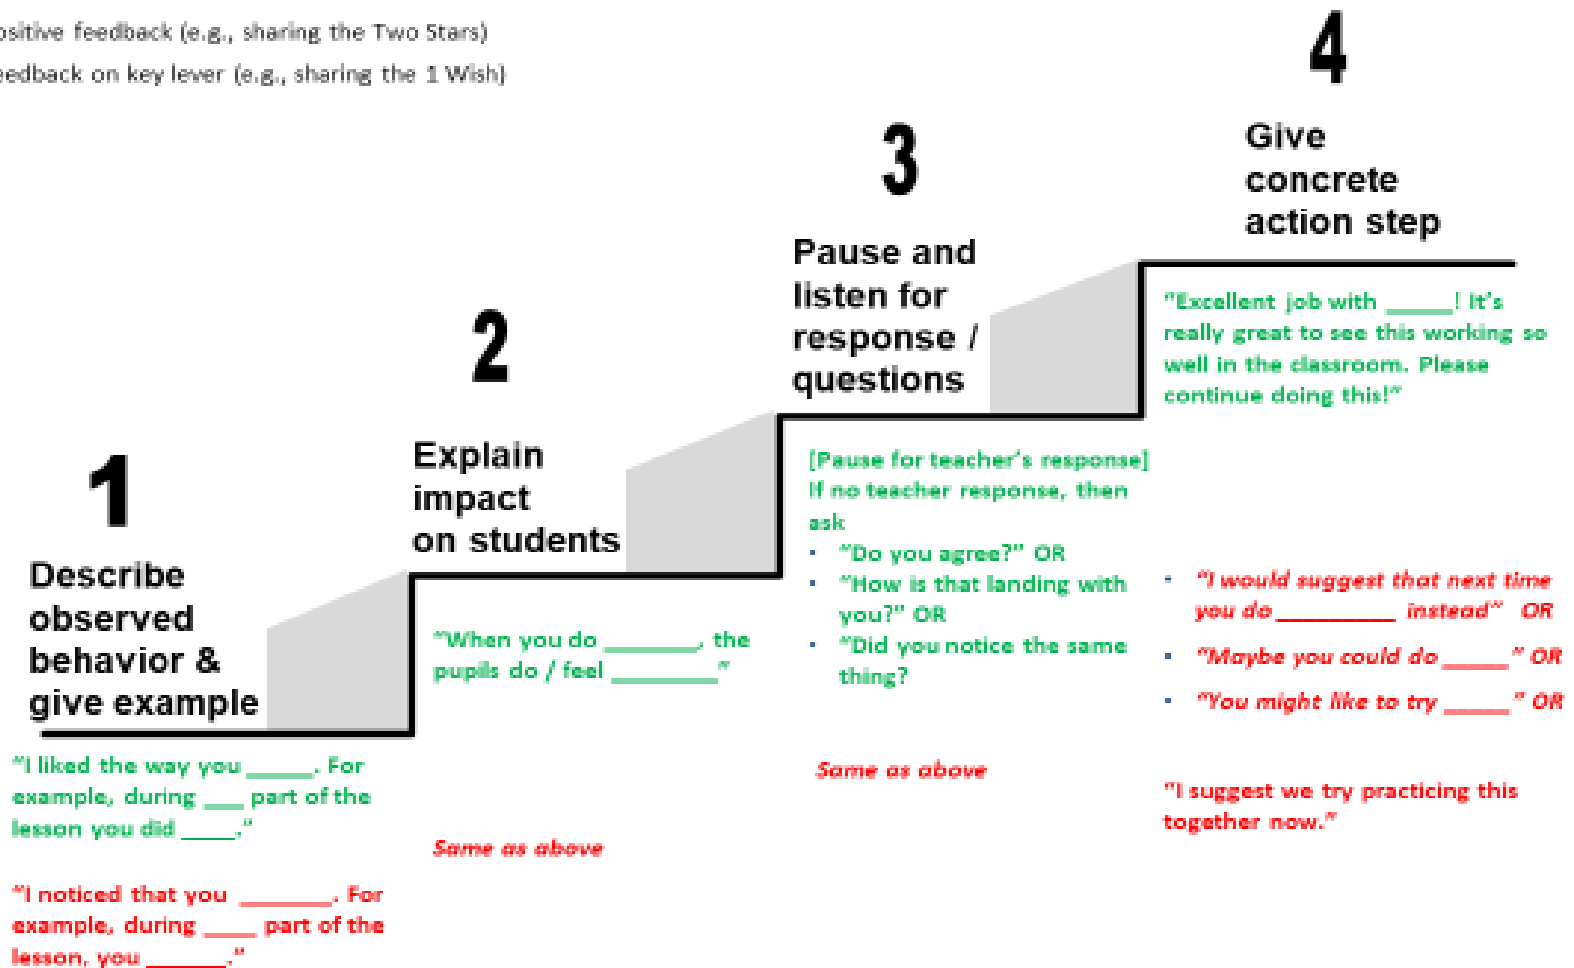 ositive feedback (e.g., sharing the Two Stars)
eedback on key lever (e.g., sharing the 1 Wish)
1
Describe
observed
behavior &
give example
"I liked the way you ______. For
example, during ___ part of the
lesson you did ____."
"I noticed that you _______. For
example, during ____ part of the
lesson, you ______."
2
Explain
impact
on students
"When you do _______, the
pupils do / feel ________"
Same as above
3
Pause and
listen for
response /
questions
[Pause for teacher's response]
If no teacher response, then
ask
• "Do you agree?" OR
• "How is that landing with
you?" OR
• "Did you notice the same
thing?
Same as above
4
Give
concrete
action step
"Excellent job with _____! It's
really great to see this working so
well in the classroom. Please
continue doing this!"
• "I would suggest that next time
you do _________ instead" OR
• "Maybe you could do _____" OR
• "You might like to try _____" OR
"I suggest we try practicing this
together now."